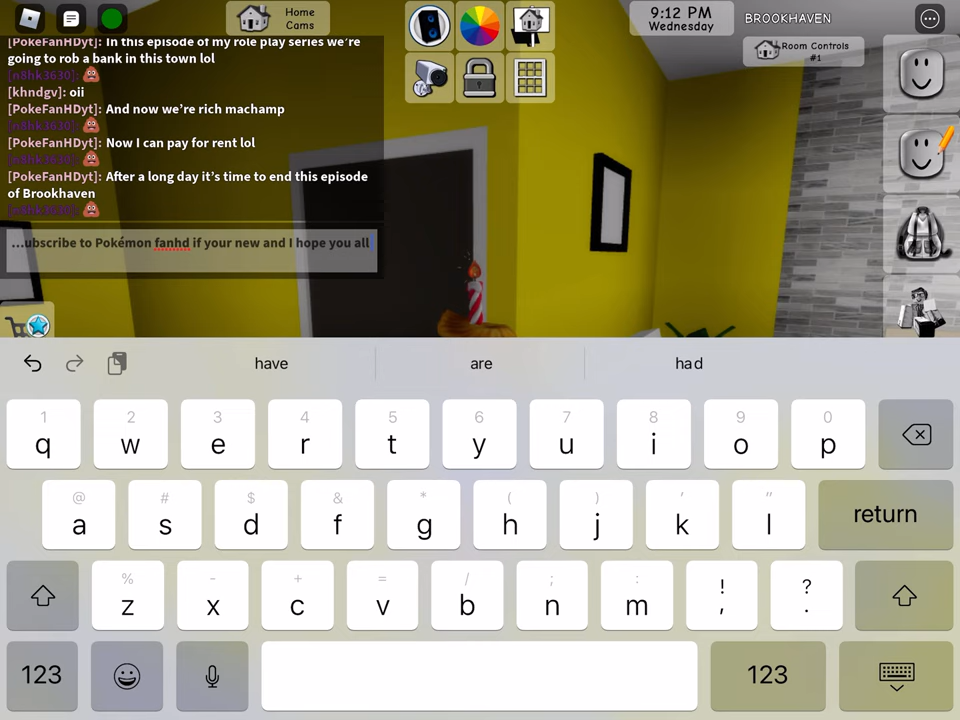 Home
Cams
9:12 PM
Wednesday
BROOKHAVEN
Room Controls
#1
[PokeFanHDyt]: In this episode of my role play series we’re
going to rob a bank in this town lol
[n8hk3630]: 💩
[khndgv]: oii
[PokeFanHDyt]: And now we’re rich machamp
[n8hk3630]: 💩
[PokeFanHDyt]: Now I can pay for rent lol
[n8hk3630]: 💩
[PokeFanHDyt]: After a long day it’s time to end this episode
of Brookhaven
[n8hk3630]: 💩
...ubscribe to Pokémon fanhd if your new and I hope you all
have are had
1 2 3 4 5 6 7 8 9 0
q w e r t y u i o p
@ # $ & * ( ) ' "
a s d f g h j k l return
% - + = / ; : ! ?
z x c v b n m , .
123 123